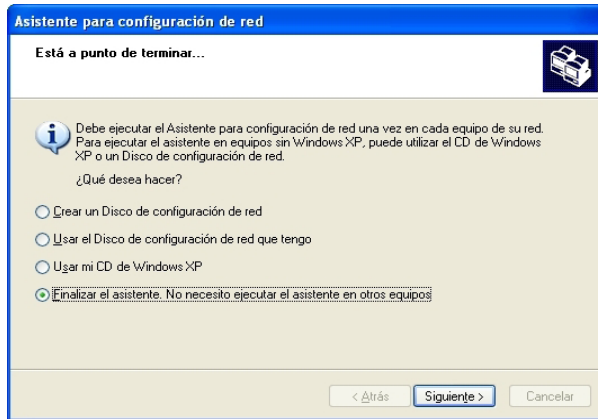 Asistente para configuración de red
Está a punto de terminar...
Debe ejecutar el Asistente para configuración de red una vez en cada equipo de su red.
Para ejecutar el asistente en equipos sin Windows XP, puede utilizar el CD de Windows
XP o un Disco de configuración de red.
¿Qué desea hacer?
Crear un Disco de configuración de red
Usar el Disco de configuración de red que tengo
Usar mi CD de Windows XP
Finalizar el asistente. No necesito ejecutar el asistente en otros equipos
< Atrás
Siguiente >
Cancelar